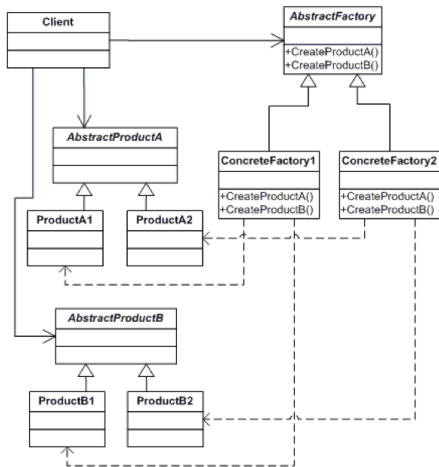 Client
AbstractFactory
+CreateProductA()
+CreateProductB()
AbstractProductA
ConcreteFactory1
ConcreteFactory2
+CreateProductA()
+CreateProductB()
+CreateProductA()
+CreateProductB()
ProductA1
ProductA2
AbstractProductB
ProductB1
ProductB2